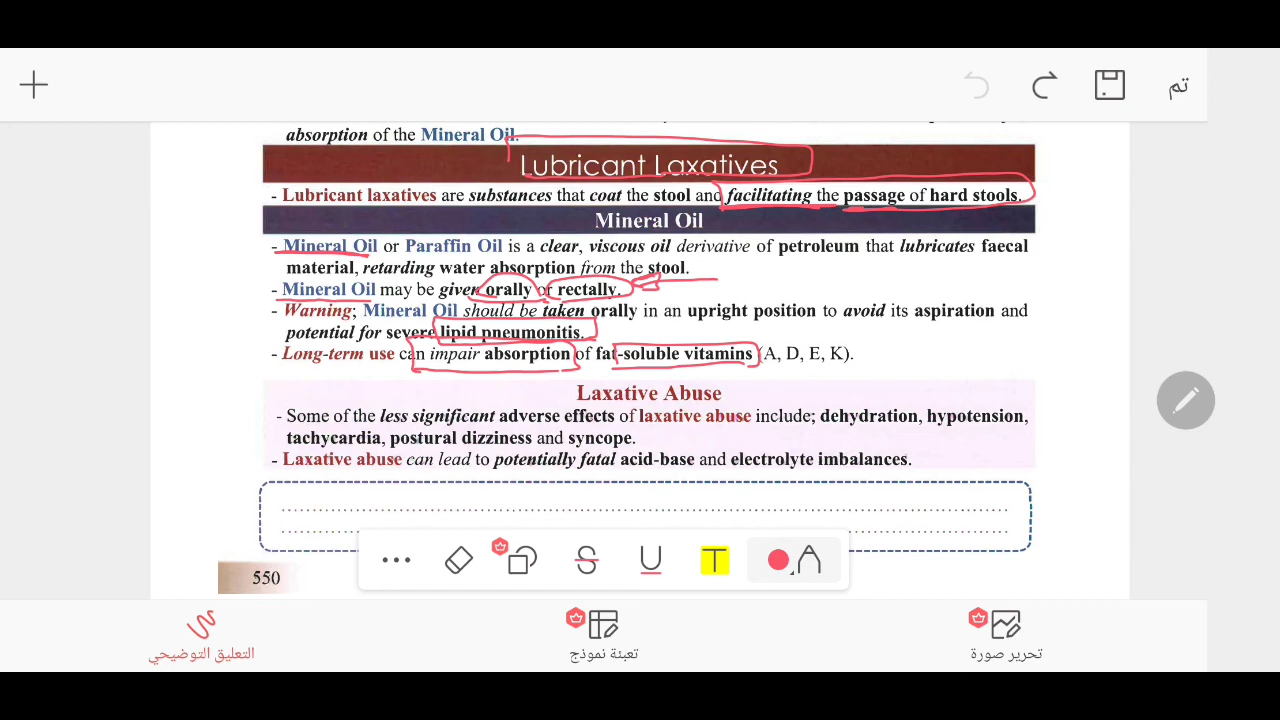 تم
absorption of the Mineral Oil.
Lubricant Laxatives
- Lubricant laxatives are substances that coat the stool and facilitating the passage of hard stools.
Mineral Oil
- Mineral Oil or Paraffin Oil is a clear, viscous oil derivative of petroleum that lubricates faecal
material, retarding water absorption from the stool.
- Mineral Oil may be given orally or rectally.
- Warning; Mineral Oil should be taken orally in an upright position to avoid its aspiration and
potential for severe lipid pneumonitis.
- Long-term use can impair absorption of fat-soluble vitamins (A, D, E, K).
Laxative Abuse
- Some of the less significant adverse effects of laxative abuse include; dehydration, hypotension,
tachycardia, postural dizziness and syncope.
- Laxative abuse can lead to potentially fatal acid-base and electrolyte imbalances.
550
التعليق التوضيحي
تعبئة نموذج
تحرير صورة